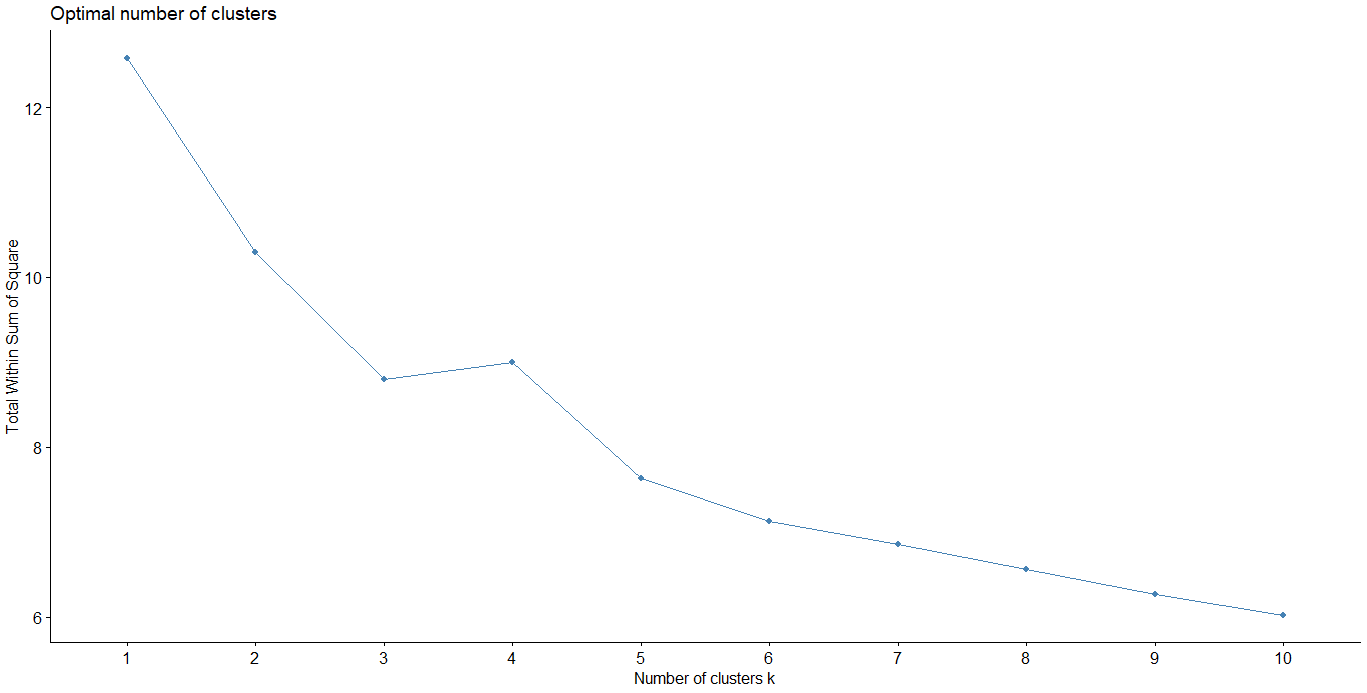 Optimal number of clusters
Total Within Sum of Square
12
10
8
6
1 2 3 4 5 6 7 8 9 10
Number of clusters k